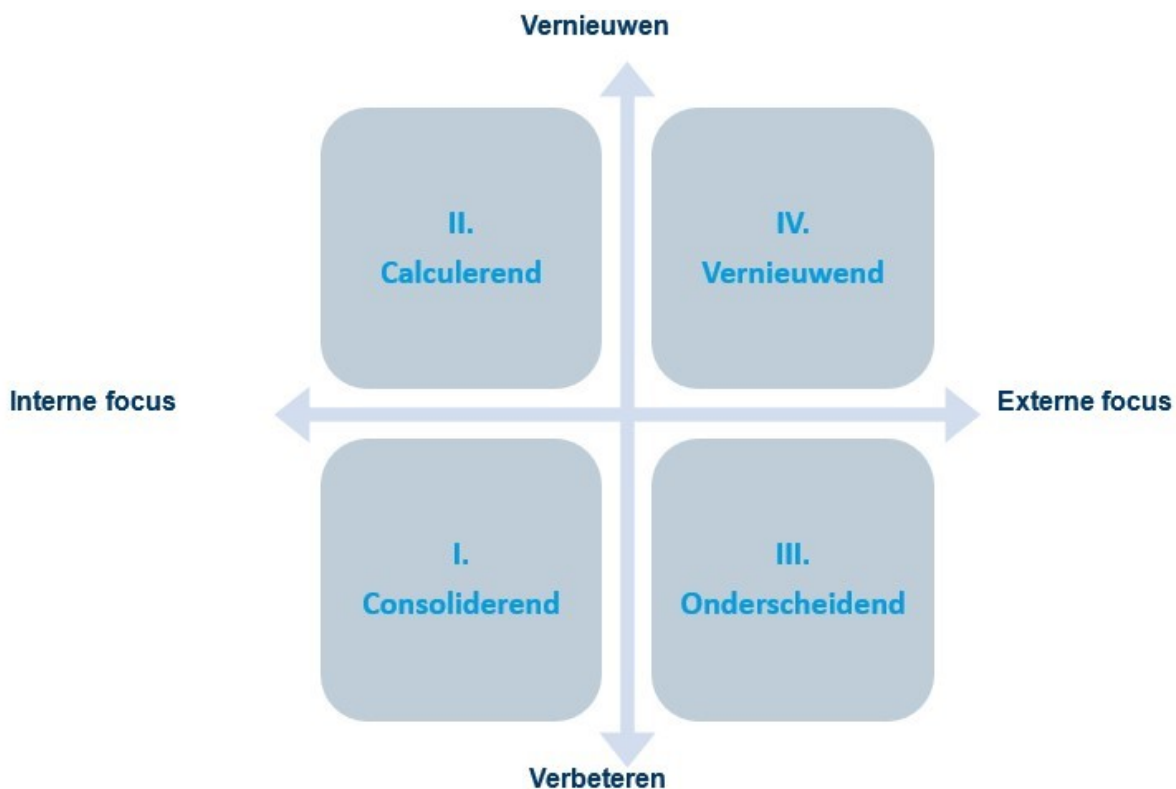 Vernieuwen
II.
Calculerend
IV.
Vernieuwend
Interne focus
Externe focus
I.
Consoliderend
III.
Onderscheidend
Verbeteren